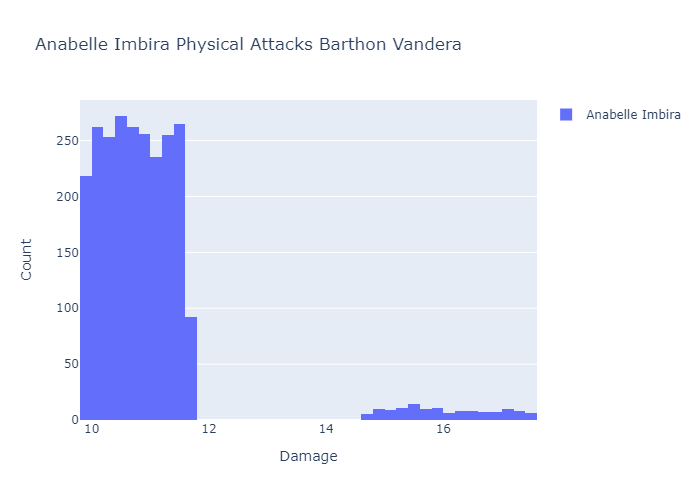 Anabelle Imbira Physical Attacks Barthon Vandera
Anabelle Imbira
250
200
150
100
50
0
10
12
14
16
Count
Damage